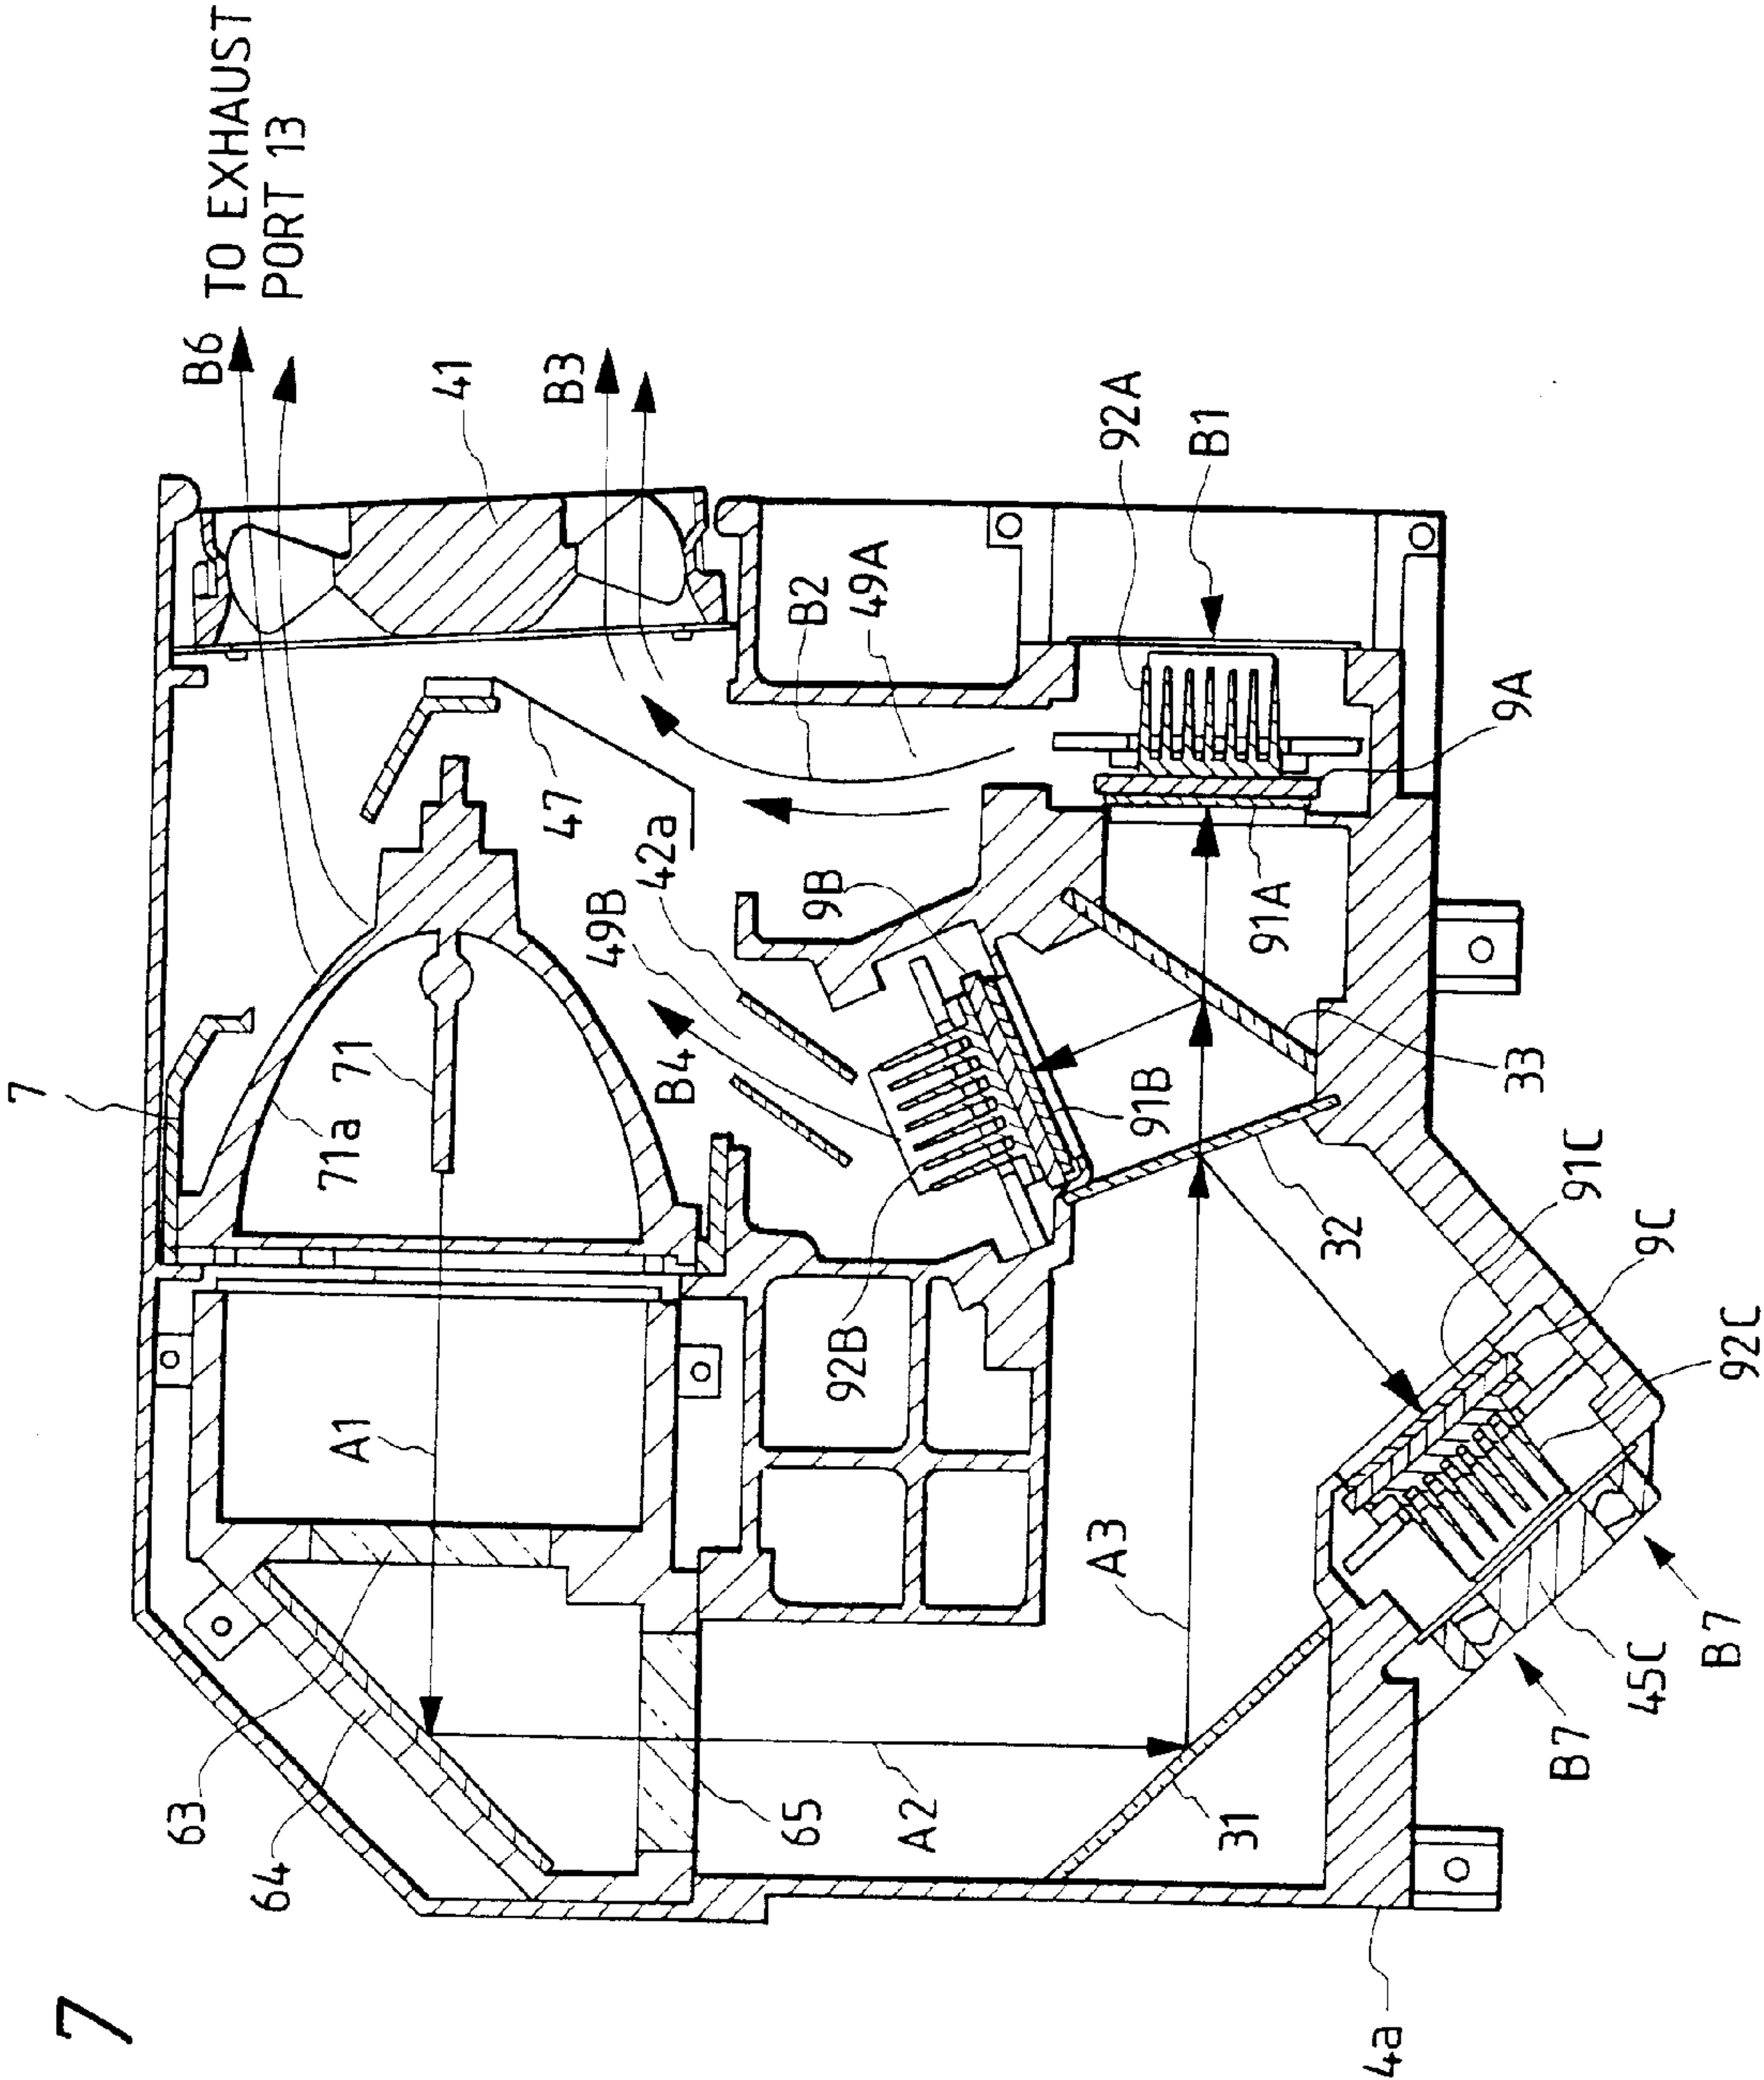 7
B6 TO EXHAUST
PORT 13
41
B3
92A
B1
B2
49A
9A
47
42a
49B
B4
9B
91A
33
91B
7
71
71a
92B
32
91C
9C
92C
A1
A3
63
64
65
A2
31
45C
B7
B7
4a